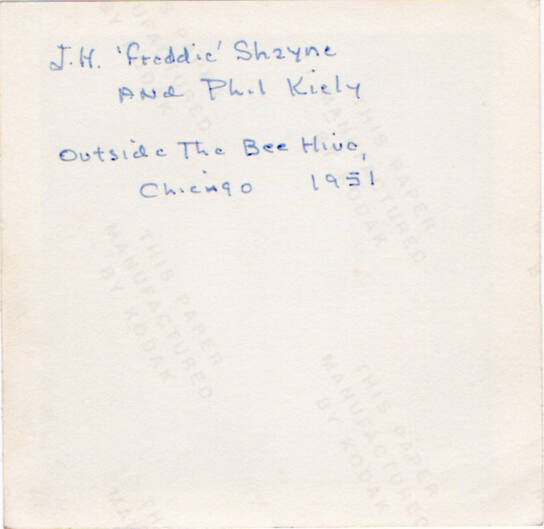 J.H. 'Freddie' Shayne
AND Phil Kiely
Outside The Bee Hive,
Chicago 1951
THIS PAPER
MANUFACTURED
BY KODAK
THIS PAPER
MANUFACTURED
BY KODAK
THIS PAPER
MANUFACTURED
BY KODAK